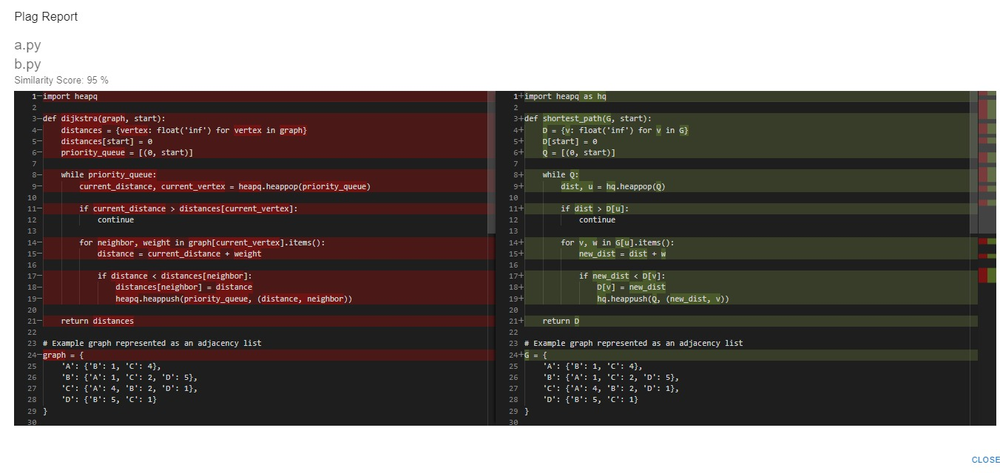 Plag Report
a.py
b.py
Similarity Score: 95 %
1 import heapq
2
3 def dijkstra(graph, start):
4     distances = {vertex: float('inf') for vertex in graph}
5     distances[start] = 0
6     priority_queue = [(0, start)]
7
8     while priority_queue:
9         current_distance, current_vertex = heapq.heappop(priority_queue)
10
11         if current_distance > distances[current_vertex]:
12             continue
13
14         for neighbor, weight in graph[current_vertex].items():
15             distance = current_distance + weight
16
17             if distance < distances[neighbor]:
18                 distances[neighbor] = distance
19                 heapq.heappush(priority_queue, (distance, neighbor))
20
21     return distances
22
23 # Example graph represented as an adjacency list
24 graph = {
25     'A': {'B': 1, 'C': 4},
26     'B': {'A': 1, 'C': 2, 'D': 5},
27     'C': {'A': 4, 'B': 2, 'D': 1},
28     'D': {'B': 5, 'C': 1}
29 }
30
1+ import heapq as hq
2
3+ def shortest_path(G, start):
4+     D = {v: float('inf') for v in G}
5+     D[start] = 0
6+     Q = [(0, start)]
7
8+     while Q:
9+         dist, u = hq.heappop(Q)
10
11+         if dist > D[u]:
12             continue
13
14+         for v, w in G[u].items():
15+             new_dist = dist + w
16
17+             if new_dist < D[v]:
18+                 D[v] = new_dist
19+                 hq.heappush(Q, (new_dist, v))
20
21+     return D
22
23 # Example graph represented as an adjacency list
24+ G = {
25     'A': {'B': 1, 'C': 4},
26     'B': {'A': 1, 'C': 2, 'D': 5},
27     'C': {'A': 4, 'B': 2, 'D': 1},
28     'D': {'B': 5, 'C': 1}
29 }
30
CLOSE